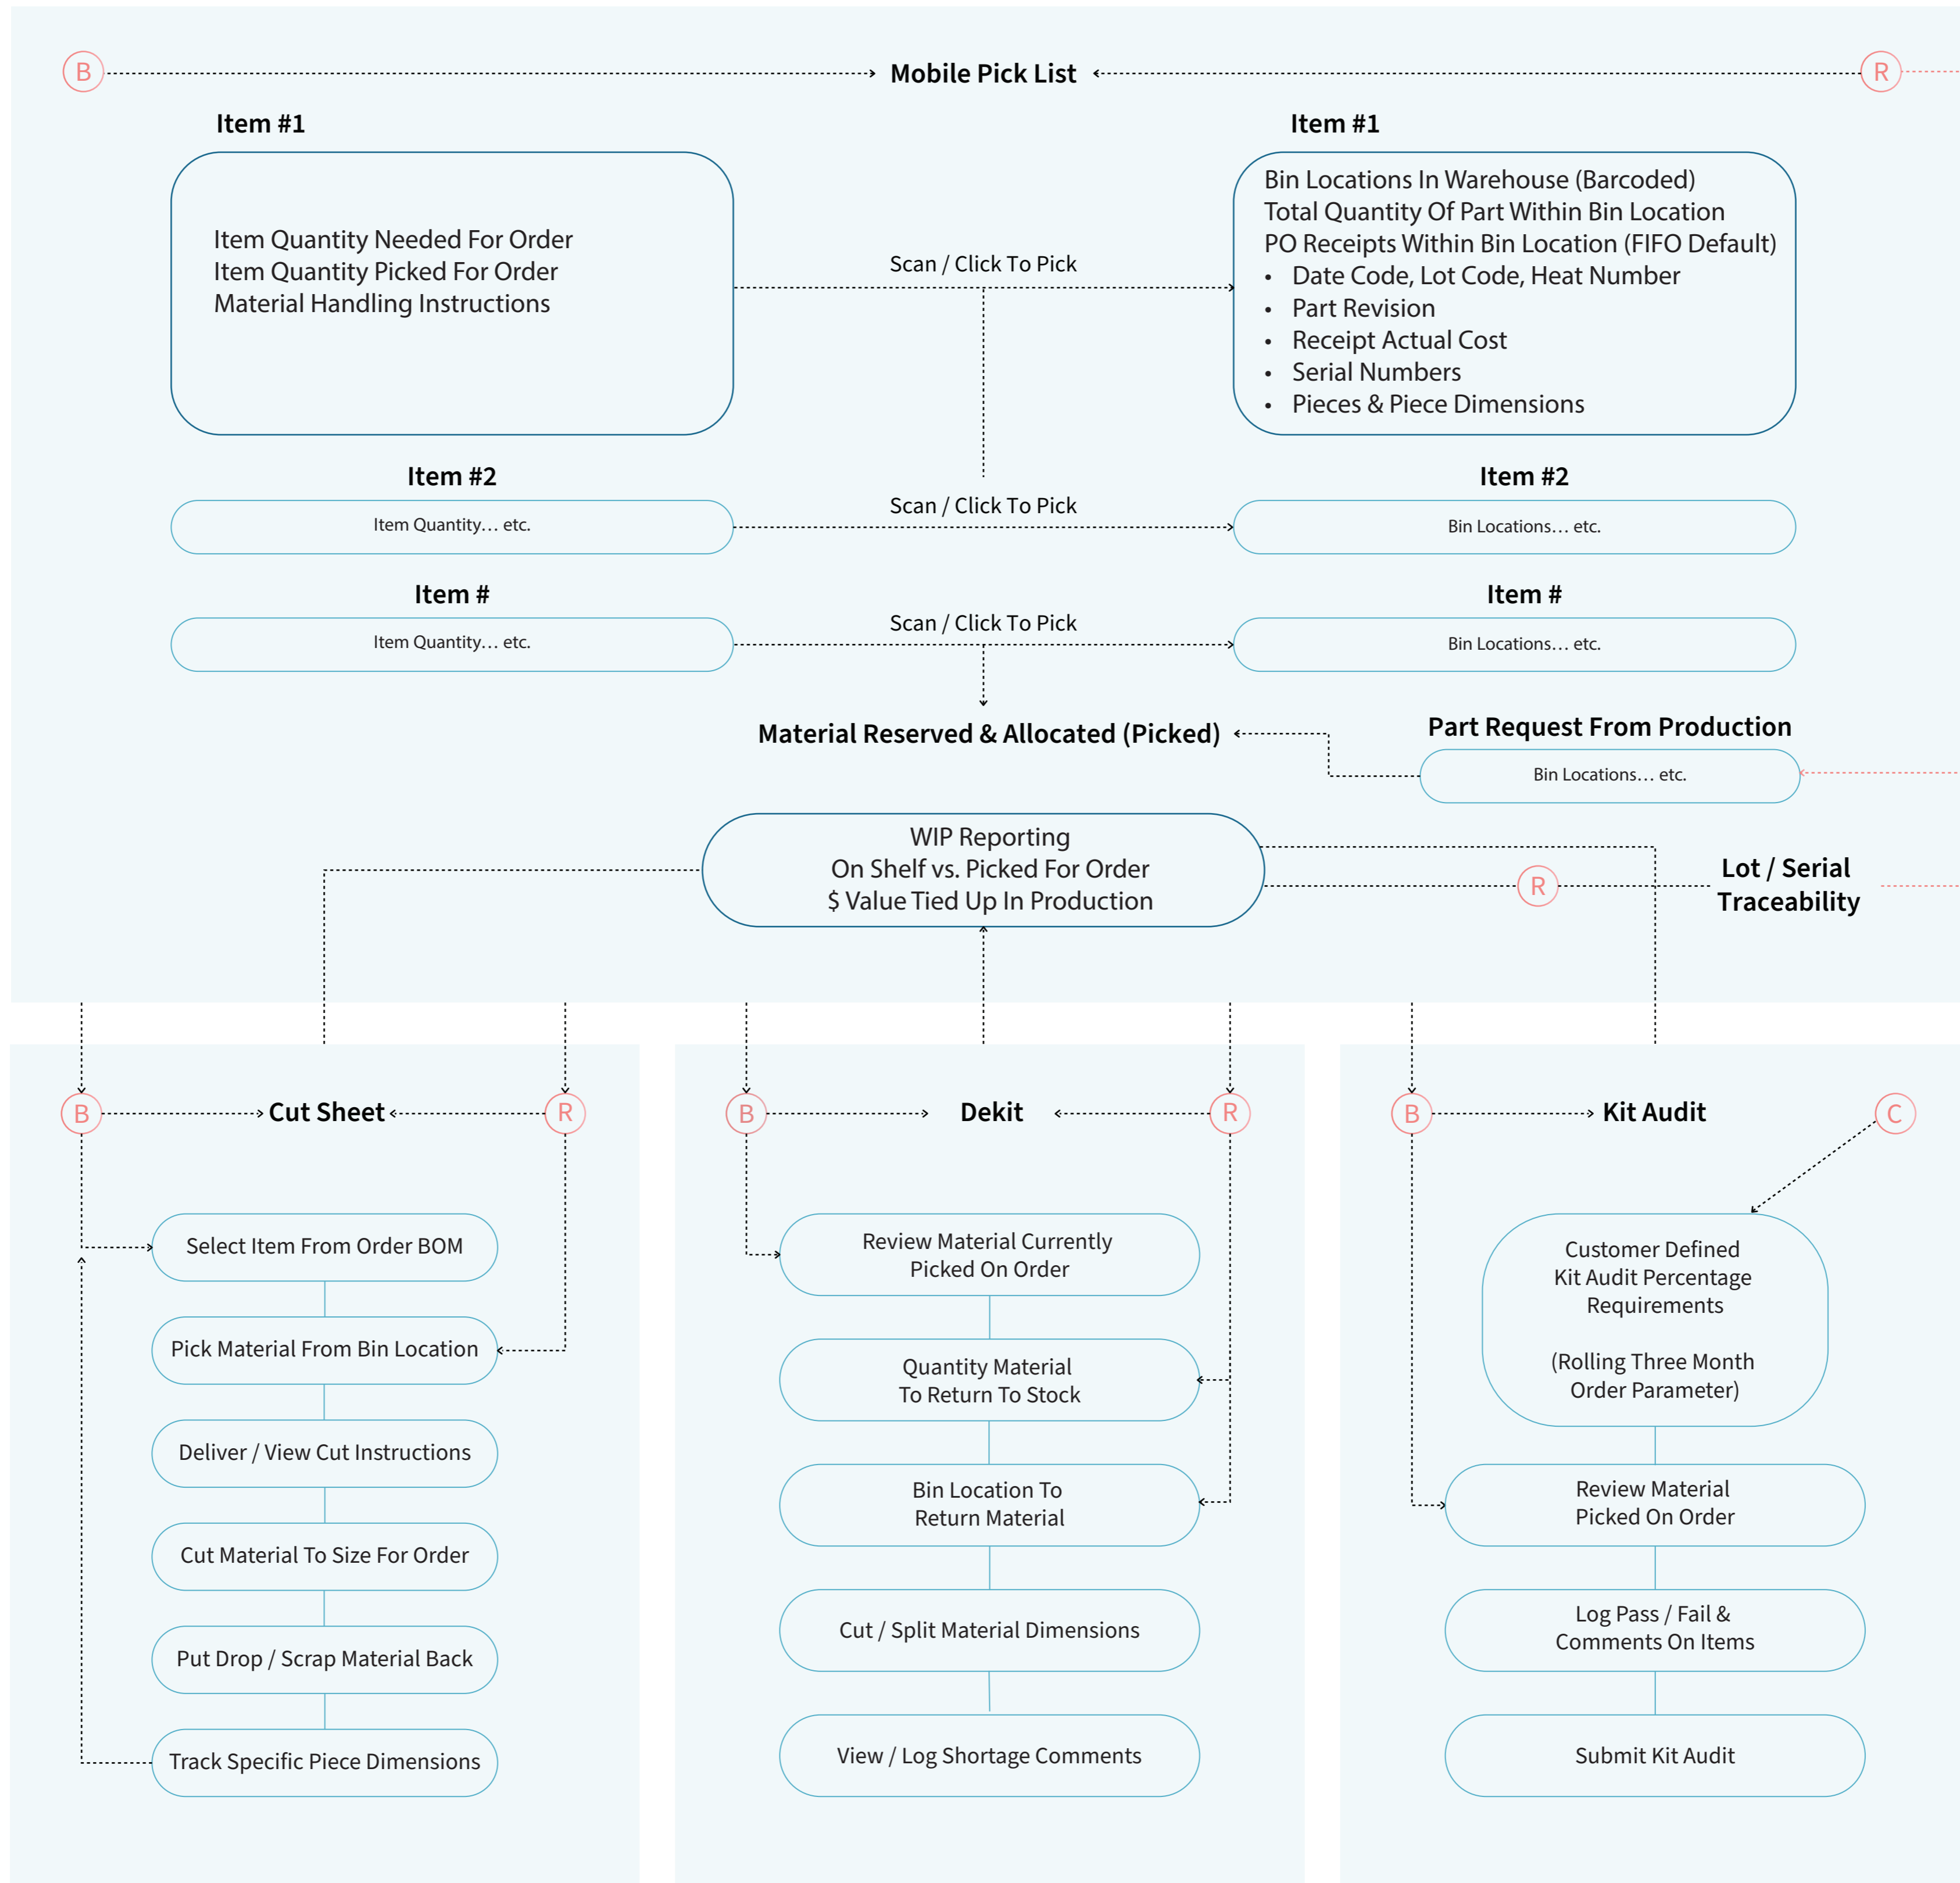 B
Mobile Pick List
R
Item #1
Item #1
Item Quantity Needed For Order
Item Quantity Picked For Order
Material Handling Instructions
Scan / Click To Pick
Bin Locations In Warehouse (Barcoded)
Total Quantity Of Part Within Bin Location
PO Receipts Within Bin Location (FIFO Default)
• Date Code, Lot Code, Heat Number
• Part Revision
• Receipt Actual Cost
• Serial Numbers
• Pieces & Piece Dimensions
Item #2
Item #2
Item Quantity… etc.
Scan / Click To Pick
Bin Locations… etc.
Item #
Item #
Item Quantity… etc.
Scan / Click To Pick
Bin Locations… etc.
Material Reserved & Allocated (Picked)
Part Request From Production
Bin Locations… etc.
WIP Reporting
On Shelf vs. Picked For Order
$ Value Tied Up In Production
R
Lot / Serial
Traceability
B
Cut Sheet
R
Select Item From Order BOM
Pick Material From Bin Location
Deliver / View Cut Instructions
Cut Material To Size For Order
Put Drop / Scrap Material Back
Track Specific Piece Dimensions
B
Dekit
R
Review Material Currently
Picked On Order
Quantity Material
To Return To Stock
Bin Location To
Return Material
Cut / Split Material Dimensions
View / Log Shortage Comments
B
Kit Audit
C
Customer Defined
Kit Audit Percentage
Requirements
(Rolling Three Month
Order Parameter)
Review Material
Picked On Order
Log Pass / Fail &
Comments On Items
Submit Kit Audit